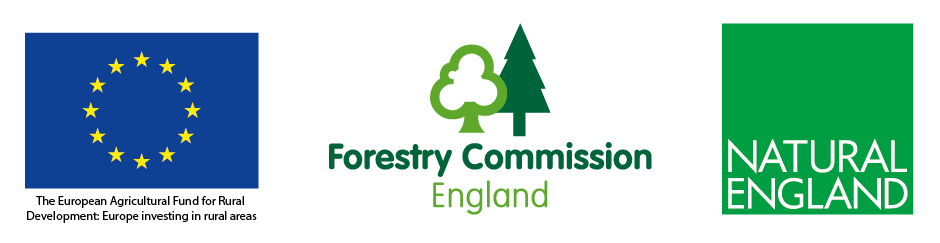 The European Agricultural Fund for Rural
Development: Europe investing in rural areas
Forestry Commission
England
NATURAL
ENGLAND